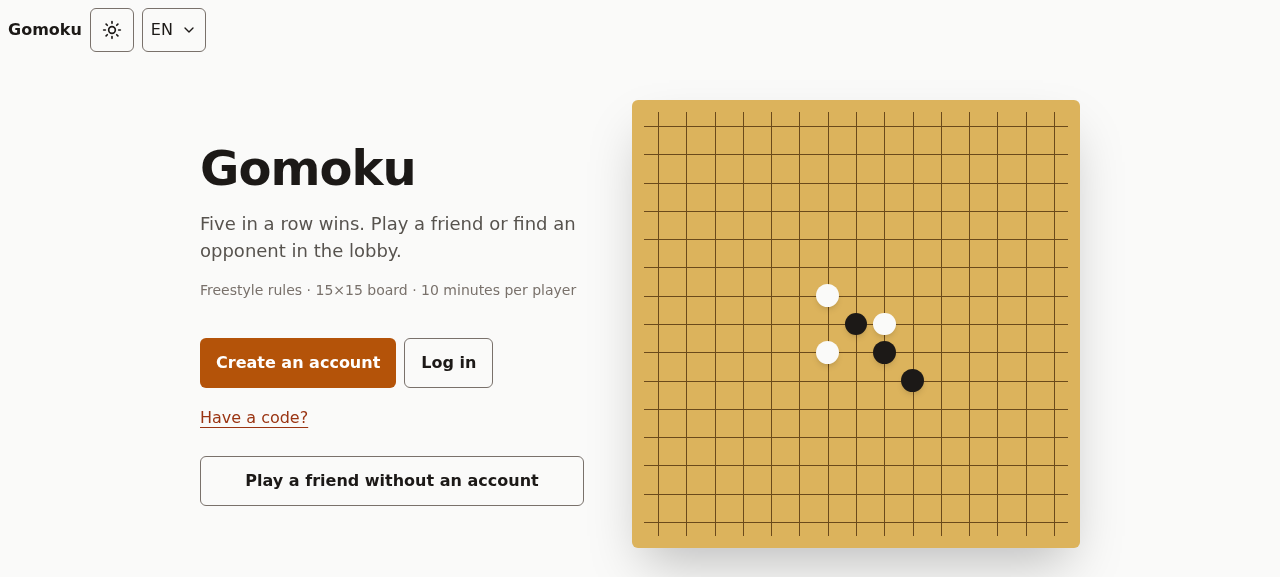 Gomoku
EN
Gomoku
Five in a row wins. Play a friend or find an
opponent in the lobby.
Freestyle rules · 15×15 board · 10 minutes per player
Create an account
Log in
Have a code?
Play a friend without an account